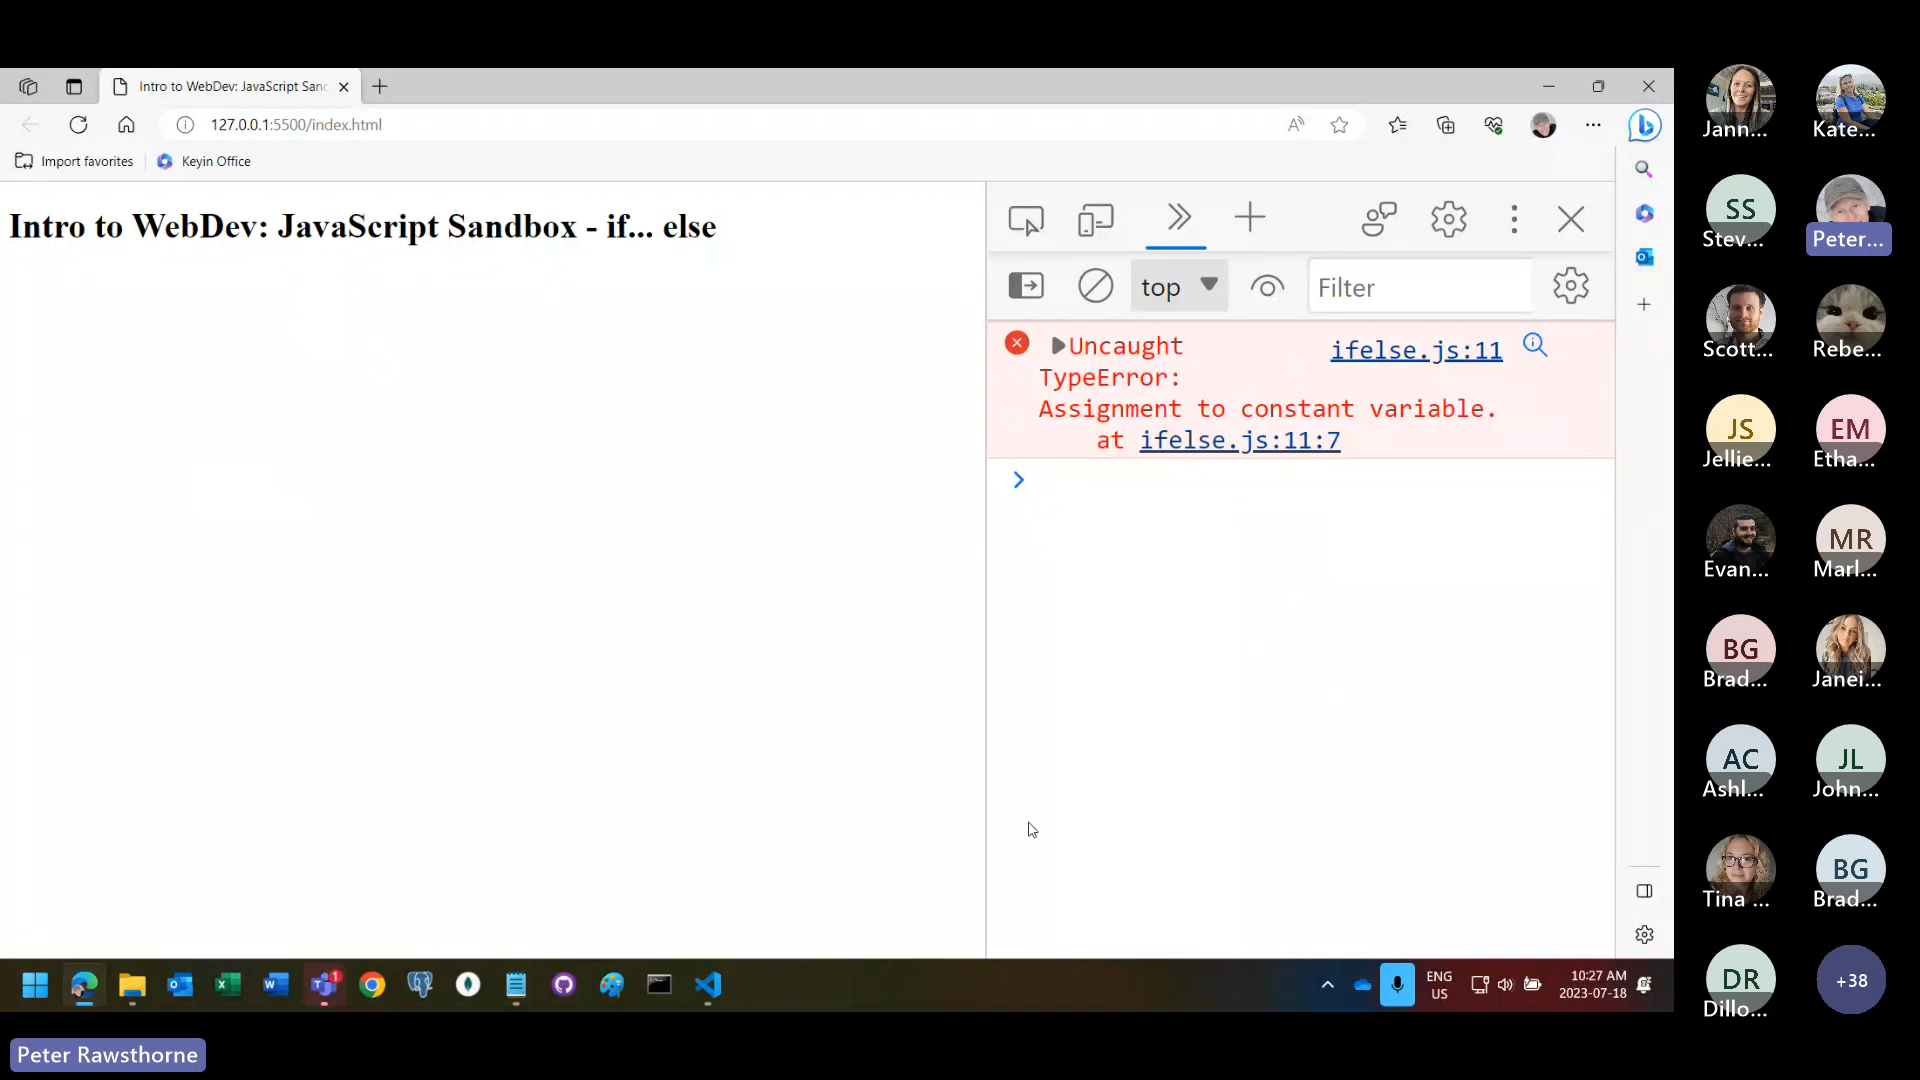 Intro to WebDev: JavaScript San
127.0.0.1:5500/index.html
Import favorites
Keyin Office
Intro to WebDev: JavaScript Sandbox - if... else
top
Filter
Uncaught
ifelse.js:11
TypeError:
Assignment to constant variable.
at ifelse.js:11:7
Jann...
Kate...
SS
Stev...
Peter...
Scott...
Rebe...
JS
Jellie...
EM
Etha...
Evan...
MR
Marl...
BG
Brad...
Janei...
AC
Ashl...
JL
John...
Tina ...
BG
Brad...
DR
Dillo...
+38
1
ENG
US
10:27 AM
2023-07-18
Peter Rawsthorne